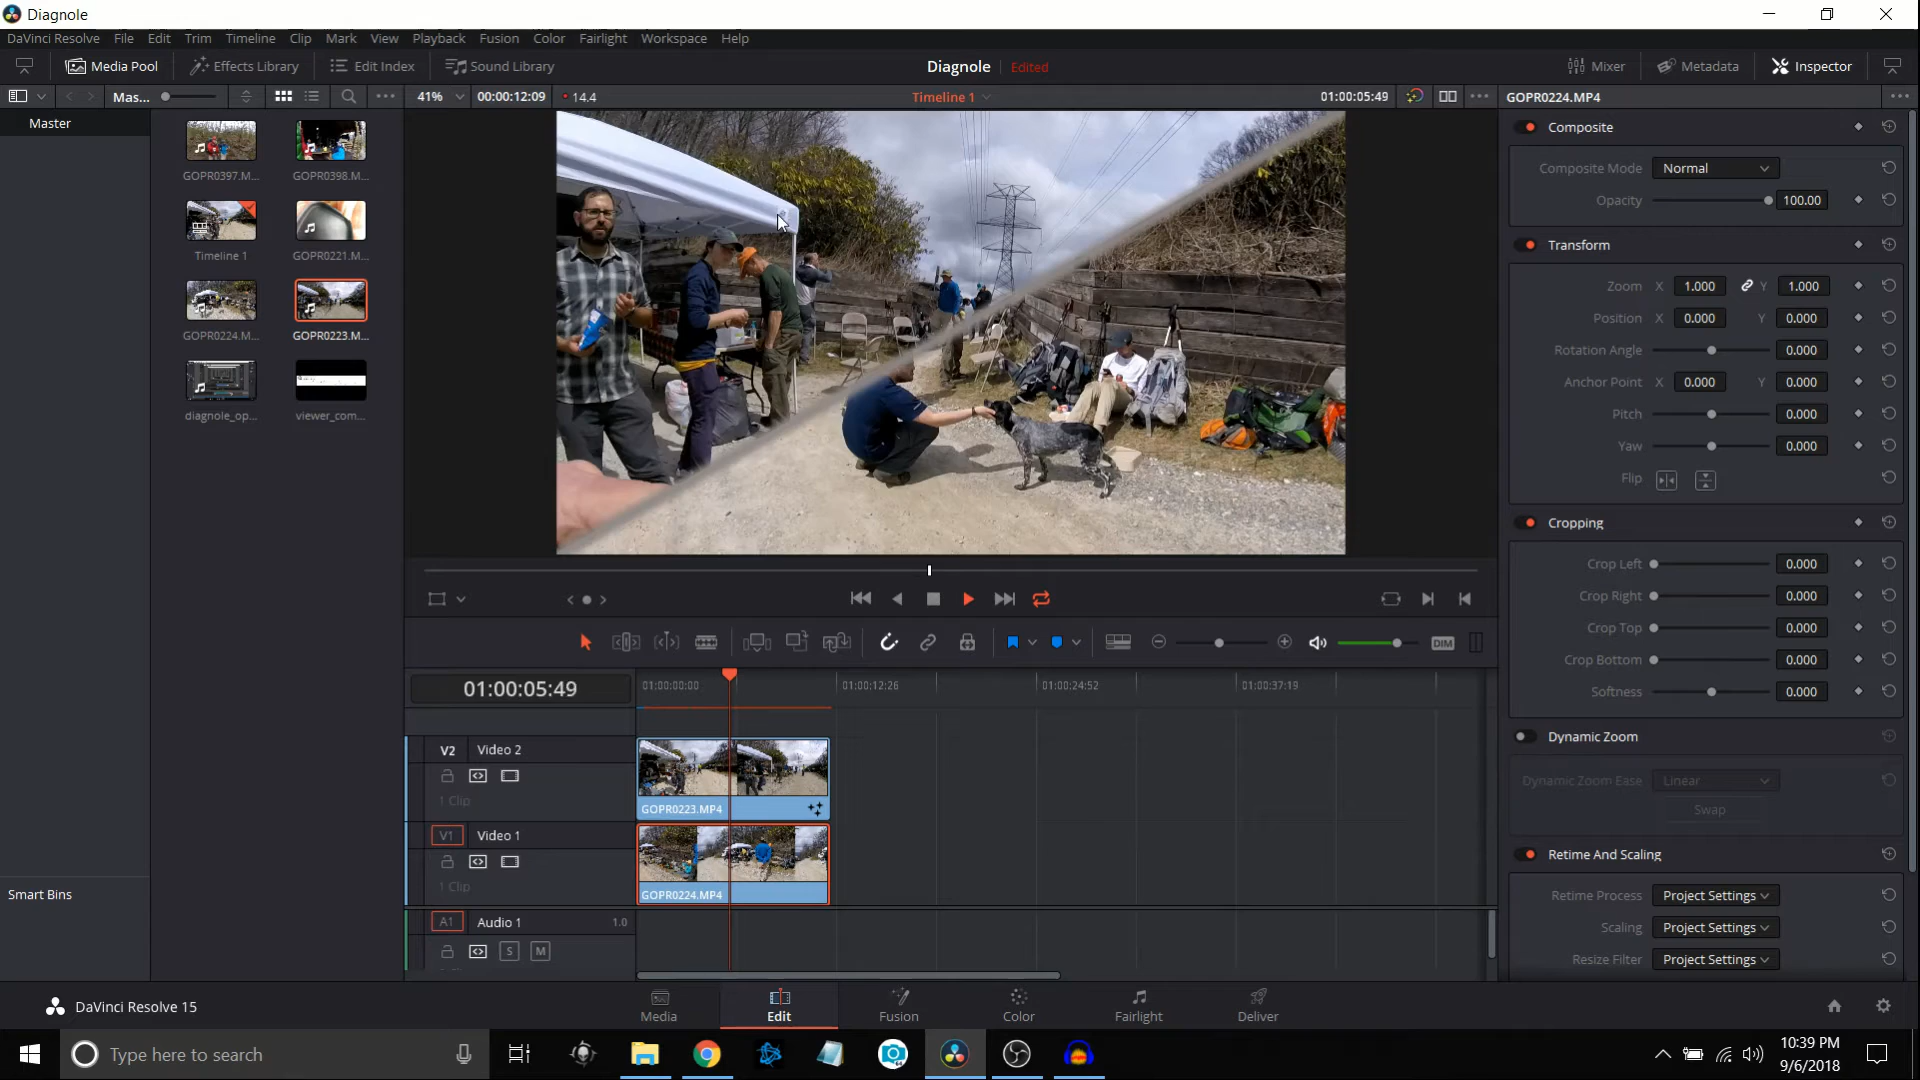 Diagnole
DaVinci Resolve File Edit Trim Timeline Clip Mark View Playback Fusion Color Fairlight Workspace Help
Media Pool Effects Library Edit Index Sound Library Diagnole Edited Mixer Metadata Inspector
Mas... 41% 00:00:12:09 14.4 Timeline 1 01:00:05:49 GOPR0224.MP4
Master
GOPR0397.M... GOPR0398.M...
Timeline 1 GOPR0221.M...
GOPR0224.M... GOPR0223.M...
diagnole_op... viewer_com...
Smart Bins
Composite
Composite Mode Normal
Opacity 100.00
Transform
Zoom X 1.000 Y 1.000
Position X 0.000 Y 0.000
Rotation Angle 0.000
Anchor Point X 0.000 Y 0.000
Pitch 0.000
Yaw 0.000
Flip
Cropping
Crop Left 0.000
Crop Right 0.000
Crop Top 0.000
Crop Bottom 0.000
Softness 0.000
Dynamic Zoom
Dynamic Zoom Ease Linear
Swap
Retime And Scaling
Retime Process Project Settings
Scaling Project Settings
Resize Filter Project Settings
DIM
01:00:05:49 01:00:00:00 01:00:12:26 01:00:24:52 01:00:37:19
V2 Video 2
1 Clip
GOPR0223.MP4
V1 Video 1
1 Clip
GOPR0224.MP4
A1 Audio 1 1.0
S M
DaVinci Resolve 15
Media Edit Fusion Color Fairlight Deliver
Type here to search
10:39 PM
9/6/2018